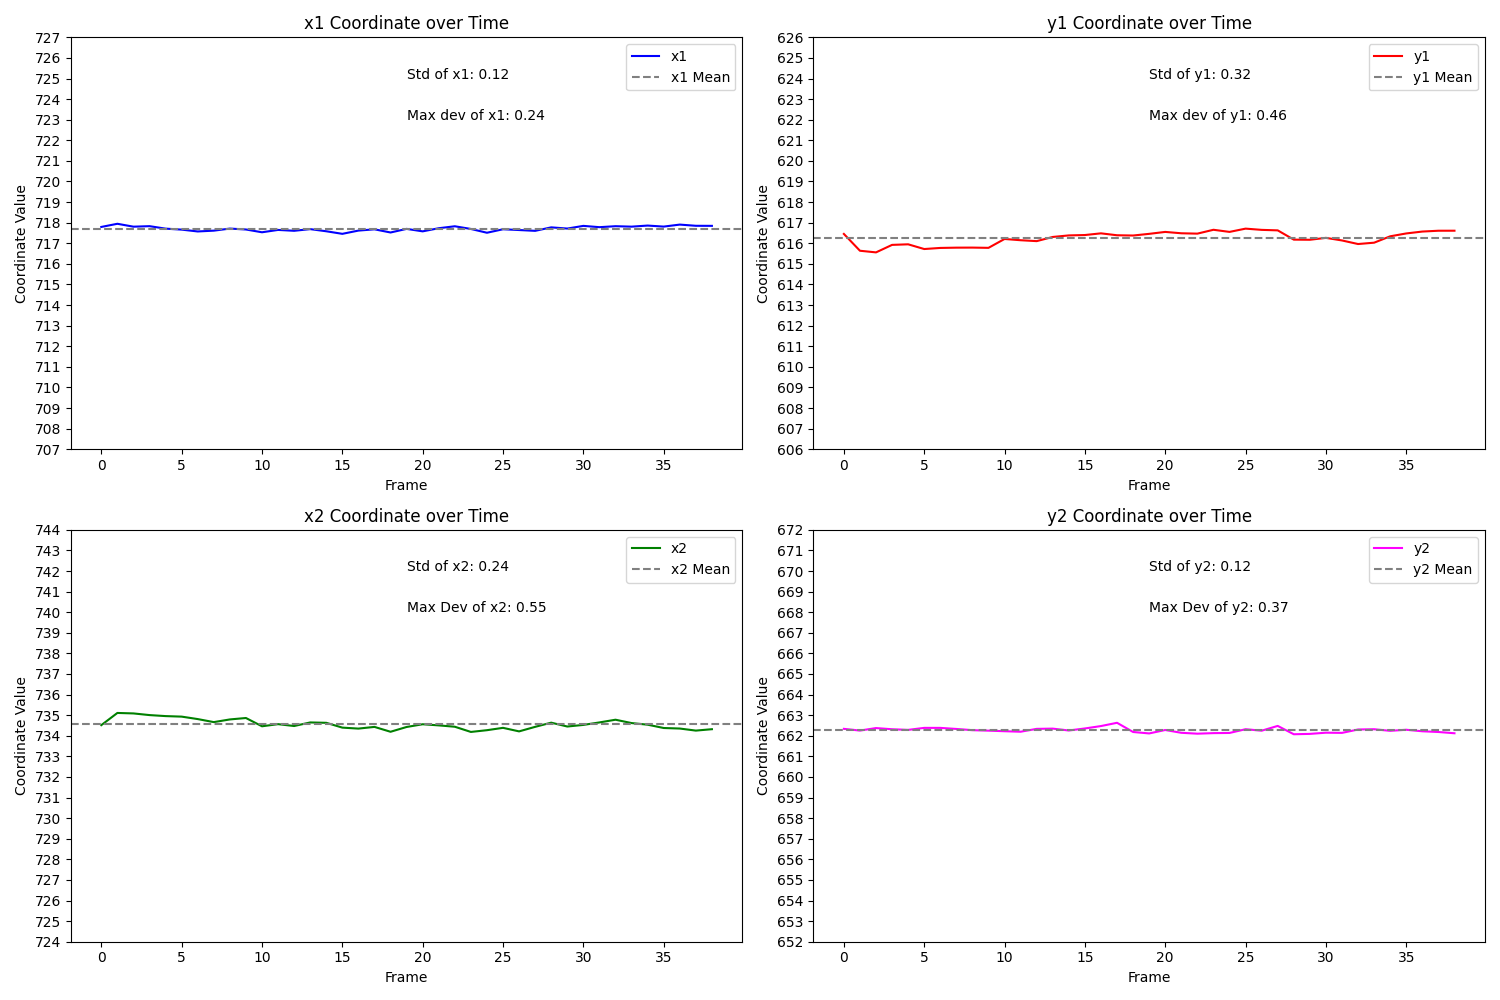 x1 Coordinate over Time
727
726
725
724
723
722
721
720
719
718
717
716
715
714
713
712
711
710
709
708
707
Coordinate Value
Std of x1: 0.12
Max dev of x1: 0.24
x1
x1 Mean
0 5 10 15 20 25 30 35
Frame
y1 Coordinate over Time
626
625
624
623
622
621
620
619
618
617
616
615
614
613
612
611
610
609
608
607
606
Coordinate Value
Std of y1: 0.32
Max dev of y1: 0.46
y1
y1 Mean
0 5 10 15 20 25 30 35
Frame
x2 Coordinate over Time
744
743
742
741
740
739
738
737
736
735
734
733
732
731
730
729
728
727
726
725
724
Coordinate Value
Std of x2: 0.24
Max Dev of x2: 0.55
x2
x2 Mean
0 5 10 15 20 25 30 35
Frame
y2 Coordinate over Time
672
671
670
669
668
667
666
665
664
663
662
661
660
659
658
657
656
655
654
653
652
Coordinate Value
Std of y2: 0.12
Max Dev of y2: 0.37
y2
y2 Mean
0 5 10 15 20 25 30 35
Frame